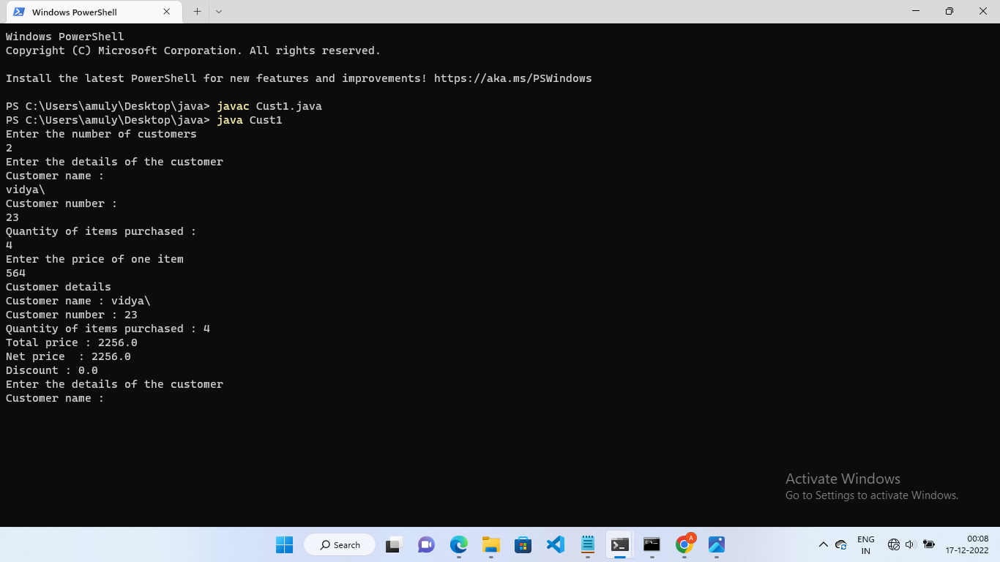 Windows PowerShell
Windows PowerShell
Copyright (C) Microsoft Corporation. All rights reserved.
Install the latest PowerShell for new features and improvements! https://aka.ms/PSWindows
PS C:\Users\amuly\Desktop\java> javac Cust1.java
PS C:\Users\amuly\Desktop\java> java Cust1
Enter the number of customers
2
Enter the details of the customer
Customer name :
vidya\
Customer number :
23
Quantity of items purchased :
4
Enter the price of one item
564
Customer details
Customer name : vidya\
Customer number : 23
Quantity of items purchased : 4
Total price : 2256.0
Net price  : 2256.0
Discount : 0.0
Enter the details of the customer
Customer name :
Activate Windows
Go to Settings to activate Windows.
Search
A
ENG
IN
00:08
17-12-2022